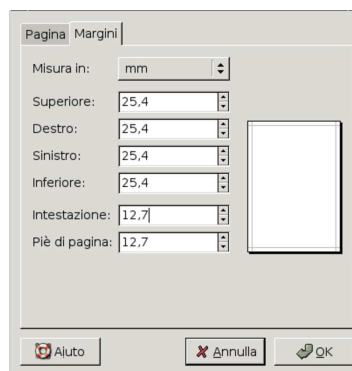 Pagina Margini
Misura in: mm
Superiore: 25,4
Destro: 25,4
Sinistro: 25,4
Inferiore: 25,4
Intestazione: 12,7
Piè di pagina: 12,7
Aiuto Annulla OK